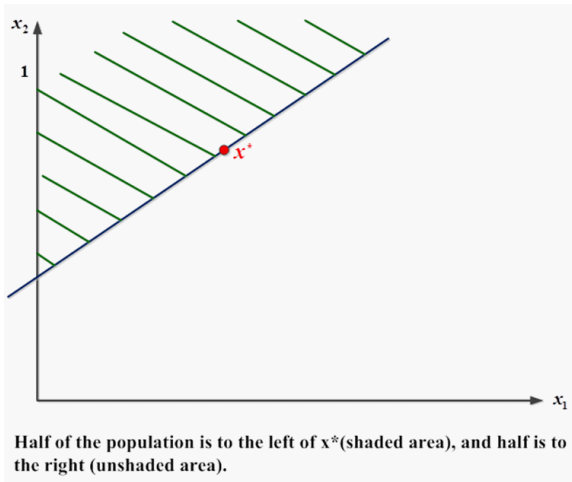 x₂
1
x*
x₁
Half of the population is to the left of x*(shaded area), and half is to
the right (unshaded area).